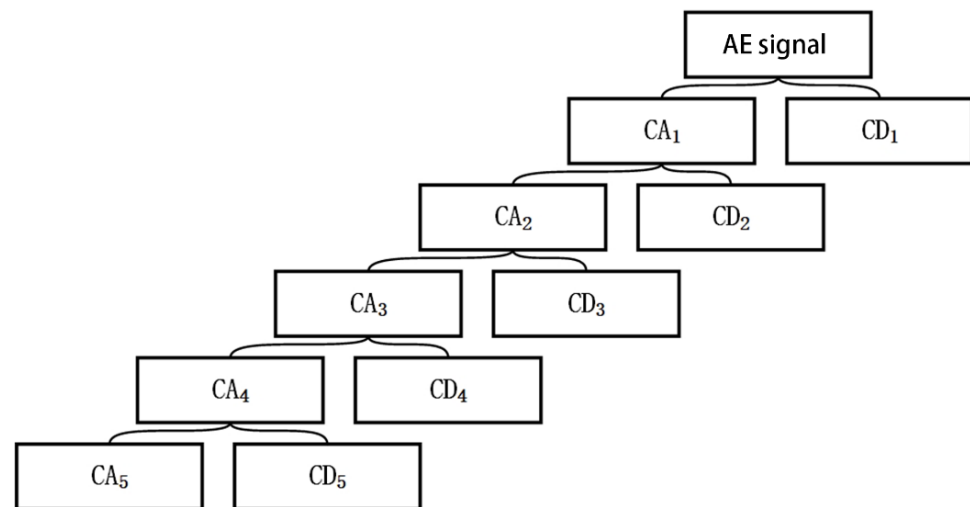 AE signal
CA₁
CD₁
CA₂
CD₂
CA₃
CD₃
CA₄
CD₄
CA₅
CD₅